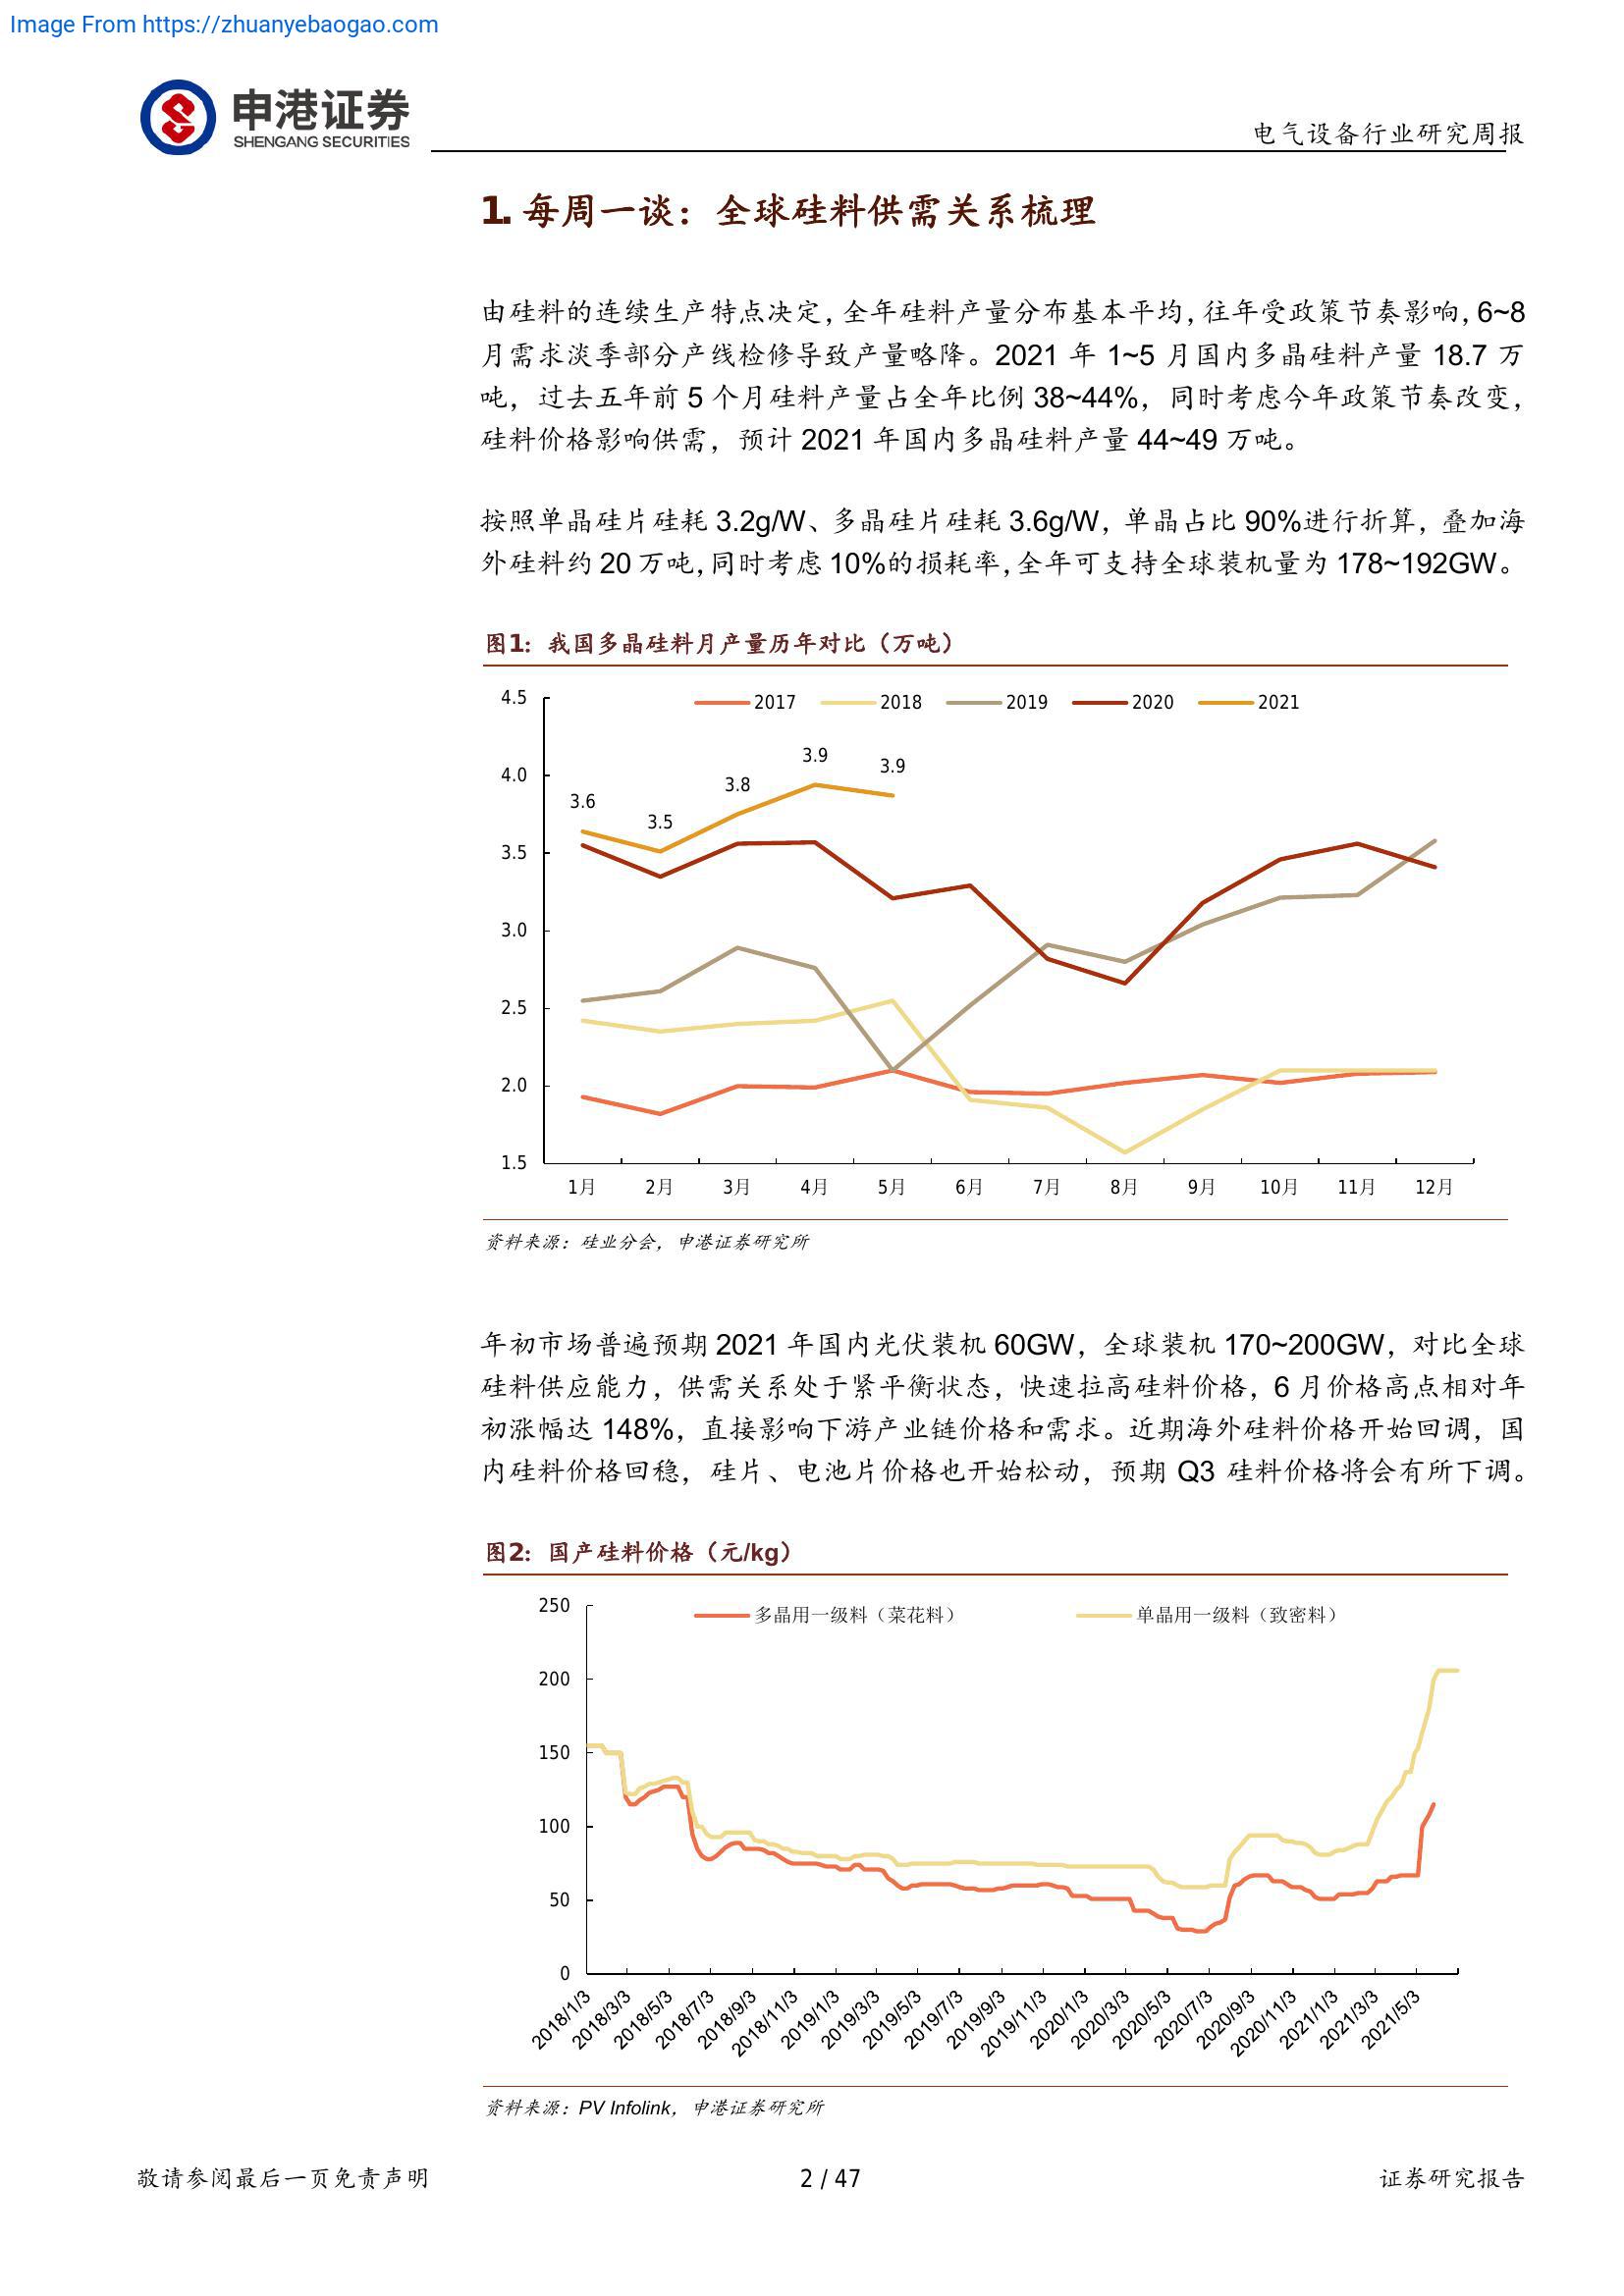 Image From https://zhuanyebaogao.com
申港证券
SHENGANG SECURITIES
电气设备行业研究周报
1. 每周一谈：全球硅料供需关系梳理
由硅料的连续生产特点决定，全年硅料产量分布基本平均，往年受政策节奏影响，6~8
月需求淡季部分产线检修导致产量略降。2021 年 1~5 月国内多晶硅料产量 18.7 万
吨，过去五年前 5 个月硅料产量占全年比例 38~44%，同时考虑今年政策节奏改变，
硅料价格影响供需，预计 2021 年国内多晶硅料产量 44~49 万吨。
按照单晶硅片硅耗 3.2g/W、多晶硅片硅耗 3.6g/W，单晶占比 90%进行折算，叠加海
外硅料约 20 万吨，同时考虑 10%的损耗率，全年可支持全球装机量为 178~192GW。
图1：我国多晶硅料月产量历年对比（万吨）
2017 2018 2019 2020 2021
4.5
4.0
3.5
3.0
2.5
2.0
1.5
3.6 3.5 3.8 3.9 3.9
1月 2月 3月 4月 5月 6月 7月 8月 9月 10月 11月 12月
资料来源：硅业分会，申港证券研究所
年初市场普遍预期 2021 年国内光伏装机 60GW，全球装机 170~200GW，对比全球
硅料供应能力，供需关系处于紧平衡状态，快速拉高硅料价格，6 月价格高点相对年
初涨幅达 148%，直接影响下游产业链价格和需求。近期海外硅料价格开始回调，国
内硅料价格回稳，硅片、电池片价格也开始松动，预期 Q3 硅料价格将会有所下调。
图2：国产硅料价格（元/kg）
多晶用一级料（菜花料） 单晶用一级料（致密料）
250
200
150
100
50
0
2018/1/3 2018/3/3 2018/5/3 2018/7/3 2018/9/3 2018/11/3 2019/1/3 2019/3/3 2019/5/3 2019/7/3 2019/9/3 2019/11/3 2020/1/3 2020/3/3 2020/5/3 2020/7/3 2020/9/3 2020/11/3 2021/1/3 2021/3/3 2021/5/3
资料来源：PV Infolink，申港证券研究所
敬请参阅最后一页免责声明 2 / 47 证券研究报告